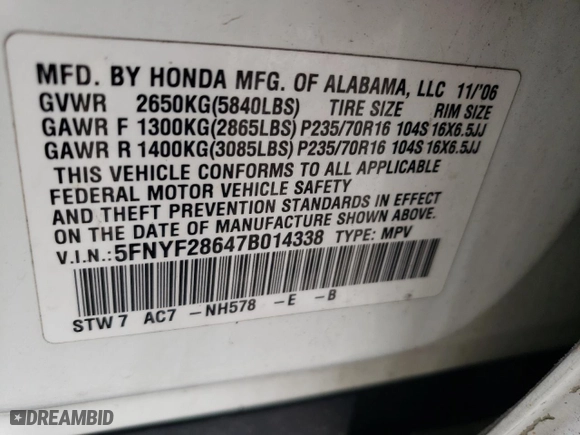 MFD. BY HONDA MFG. OF ALABAMA, LLC 11/'06
GVWR 2650KG(5840LBS) TIRE SIZE RIM SIZE
GAWR F 1300KG(2865LBS) P235/70R16 104S 16X6.5JJ
GAWR R 1400KG(3085LBS) P235/70R16 104S 16X6.5JJ
THIS VEHICLE CONFORMS TO ALL APPLICABLE
FEDERAL MOTOR VEHICLE SAFETY
AND THEFT PREVENTION STANDARDS IN EFFECT
ON THE DATE OF MANUFACTURE SHOWN ABOVE.
V.I.N.:5FNYF28647B014338 TYPE: MPV
STW7 AC7 -NH578 -E -B
DREAMBID